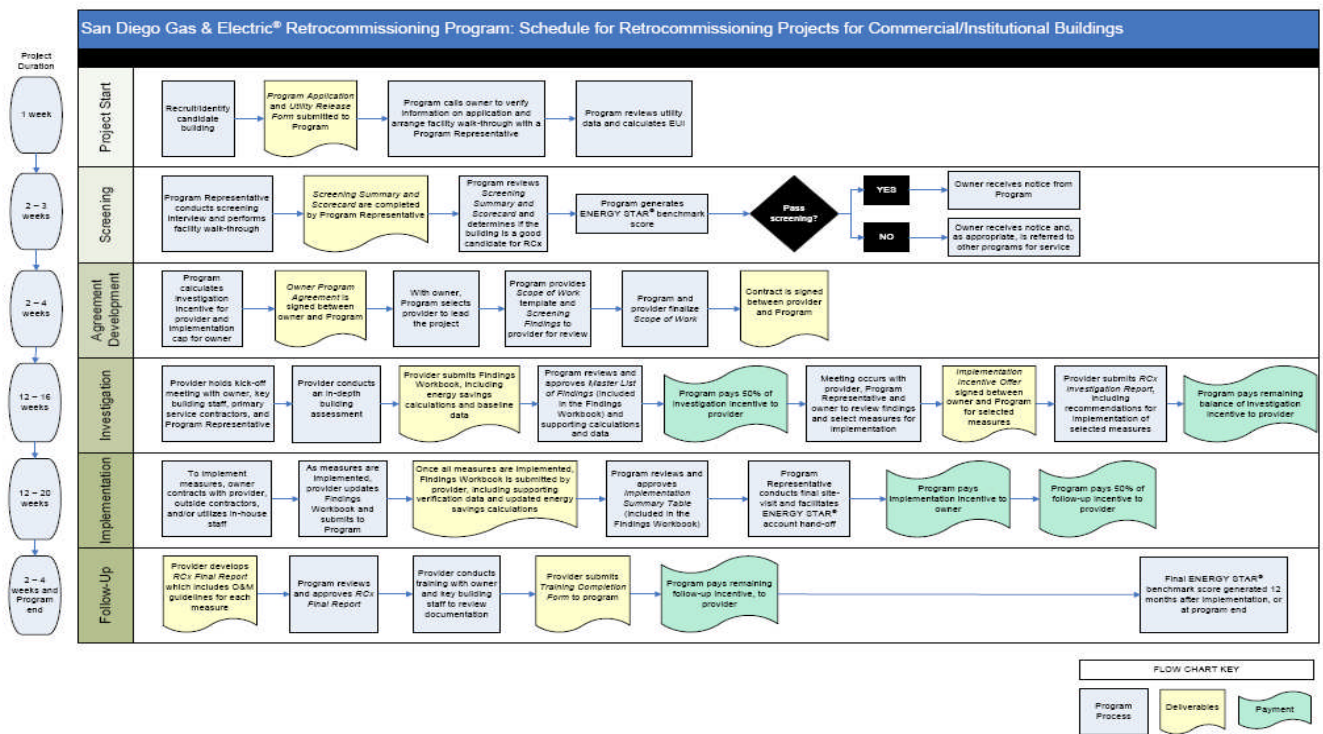 San Diego Gas & Electric® Retrocommissioning Program: Schedule for Retrocommissioning Projects for Commercial/Institutional Buildings
Project
Duration
1 week
Project Start
Recruit/Identify
candidate
building
Program Application
and Utility Release
Form submitted to
Program
Program calls owner to verify
information on application and
arrange facility walk-through with a
Program Representative
Program reviews utility
data and calculates EUI
2 – 3
weeks
Screening
Program Representative
conducts screening
interview and performs
facility walk-through
Screening Summary and
Scorecard are completed
by Program Representative
Program reviews
Screening
Summary and
Scorecard and
determines if the
building is a good
candidate for RCx
Program generates
ENERGY STAR® benchmark
score
Pass
screening?
YES
Owner receives notice from
Program
NO
Owner receives notice and,
as appropriate, is referred to
other programs for service
2 – 4
weeks
Agreement
Development
Program
calculates
Investigation
Incentive for
provider and
implementation
cap for owner
Owner Program
Agreement is
signed between
owner and Program
With owner,
Program selects
provider to lead
the project
Program provides
Scope of Work
template and
Screening
Findings to
provider for review
Program and
provider finalize
Scope of Work
Contract is signed
between provider
and Program
12 – 16
weeks
Investigation
Provider holds kick-off
meeting with owner, key
building staff, primary
service contractors, and
Program Representative
Provider conducts
an in-depth
building
assessment
Provider submits Findings
Workbook, including
energy savings
calculations and baseline
data
Program reviews and
approves Master List
of Findings (included
in the Findings
Workbook) and
supporting calculations
and data
Program pays 50% of
investigation incentive to
provider
Meeting occurs with
provider, Program
Representative and
owner to review findings
and select measures for
implementation
Implementation
Incentive Offer
signed between
owner and Program
for selected
measures
Provider submits RCx
Investigation Report,
including
recommendations for
implementation of
selected measures
Program pays remaining
balance of investigation
incentive to provider
12 – 20
weeks
Implementation
To implement
measures, owner
contracts with provider,
outside contractors,
and/or utilizes in-house
staff
As measures are
implemented,
provider updates
Findings
Workbook and
submits to
Program
Once all measures are implemented,
Findings Workbook is submitted by
provider, including supporting
verification data and updated energy
savings calculations
Program reviews and
approves
Implementation
Summary Table
(included in the
Findings Workbook)
Program
Representative
conducts final site-
visit and facilitates
ENERGY STAR®
account hand-off
Program pays
implementation incentive to
owner
Program pays 50% of
follow-up incentive to
provider
2 – 4
weeks and
Program
end
Follow-Up
Provider develops
RCx Final Report
which includes O&M
guidelines for each
measure
Program reviews
and approves RCx
Final Report
Provider conducts
training with owner
and key building
staff to review
documentation
Provider submits
Training Completion
Form to program
Program pays remaining
follow-up incentive, to
provider
Final ENERGY STAR®
benchmark score generated 12
months after implementation, or
at program end
FLOW CHART KEY
Program
Process
Deliverables
Payment